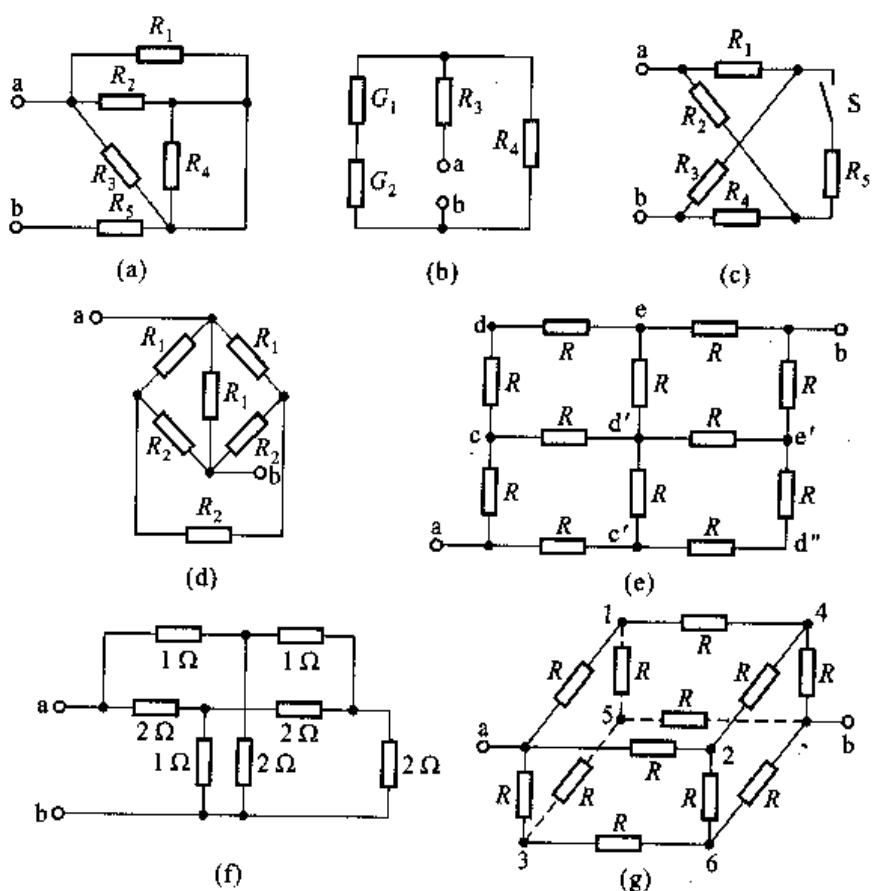 R₁
a
R₂
R₃
R₄
b
R₅
(a)
G₁
R₃
a
R₄
G₂
b
(b)
a
R₁
R₂
S
R₃
R₅
b
R₄
(c)
a
R₁
R₁
R₁
R₂
R₂
b
R₂
(d)
d
e
R
R
b
R
R
R
c
R
d′
R
e′
R
R
R
a
R
c′
R
d″
(e)
1 Ω
1 Ω
a
2 Ω
2 Ω
1 Ω
2 Ω
2 Ω
b
(f)
1
4
R
R
R
R
R
5
R
a
b
R
2
R
R
R
R
3
R
6
(g)